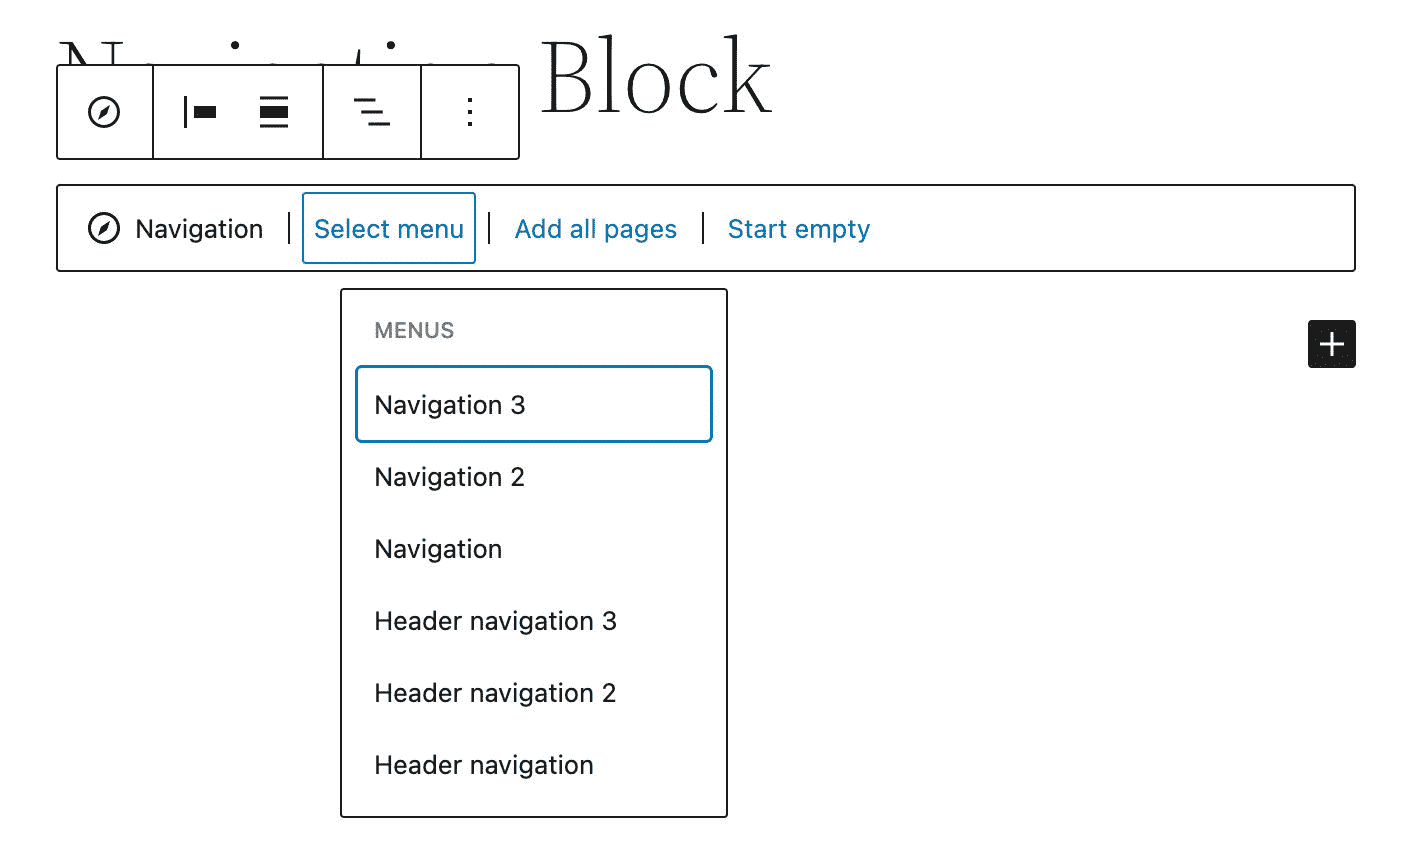 Block
Navigation | Select menu | Add all pages | Start empty
MENUS
Navigation 3
Navigation 2
Navigation
Header navigation 3
Header navigation 2
Header navigation